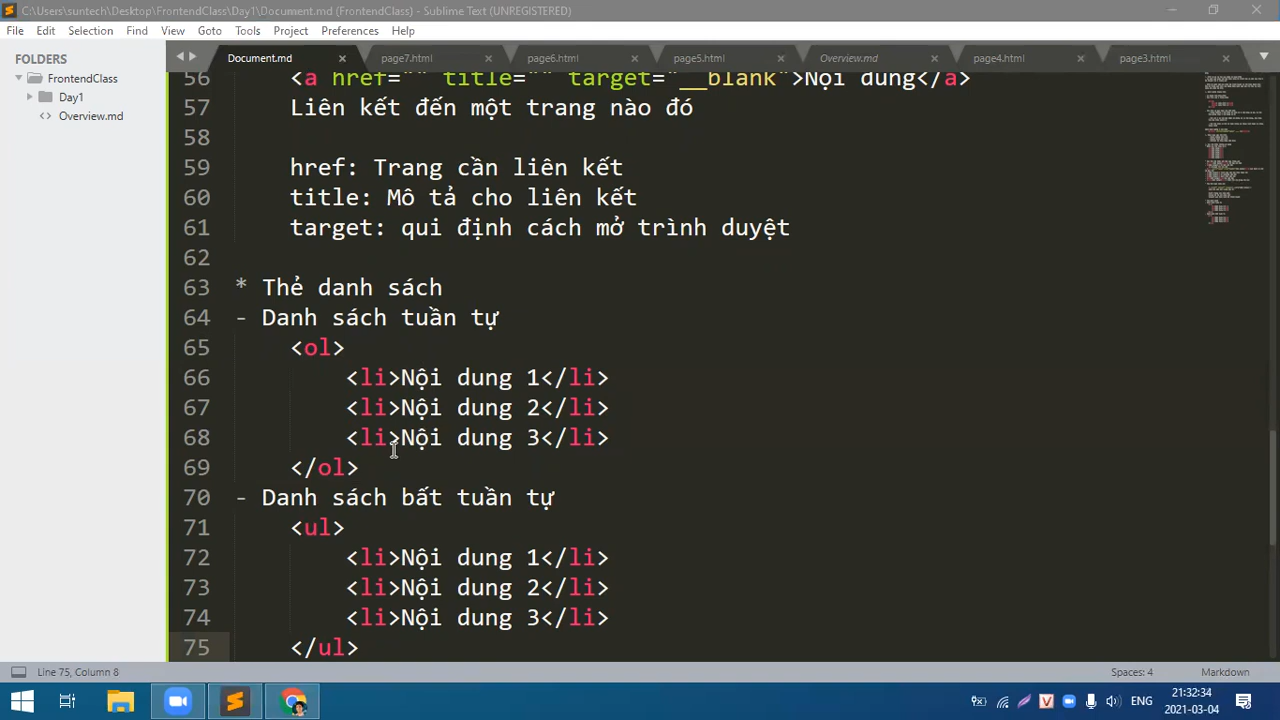 C:\Users\suntech\Desktop\FrontendClass\Day1\Document.md (FrontendClass) - Sublime Text (UNREGISTERED)
File Edit Selection Find View Goto Tools Project Preferences Help
FOLDERS
FrontendClass
Day1
Overview.md
Document.md page7.html page6.html page5.html Overview.md page4.html page3.html
56 <a href="" title="" target="__blank">Nội dung</a>
57 Liên kết đến một trang nào đó
58
59 href: Trang cần liên kết
60 title: Mô tả cho liên kết
61 target: qui định cách mở trình duyệt
62
63 * Thẻ danh sách
64 - Danh sách tuần tự
65 <ol>
66 <li>Nội dung 1</li>
67 <li>Nội dung 2</li>
68 <li>Nội dung 3</li>
69 </ol>
70 - Danh sách bất tuần tự
71 <ul>
72 <li>Nội dung 1</li>
73 <li>Nội dung 2</li>
74 <li>Nội dung 3</li>
75 </ul>
Line 75, Column 8 Spaces: 4 Markdown
ENG 21:32:34
2021-03-04